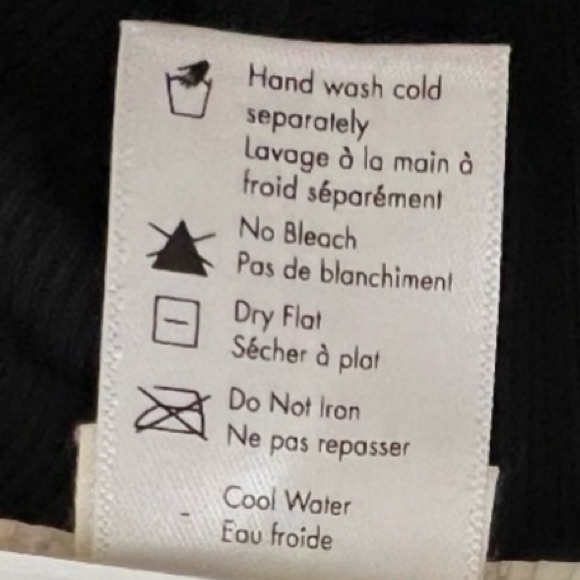 Hand wash cold
separately
Lavage à la main à
froid séparément
No Bleach
Pas de blanchiment
Dry Flat
Sécher à plat
Do Not Iron
Ne pas repasser
Cool Water
Eau froide